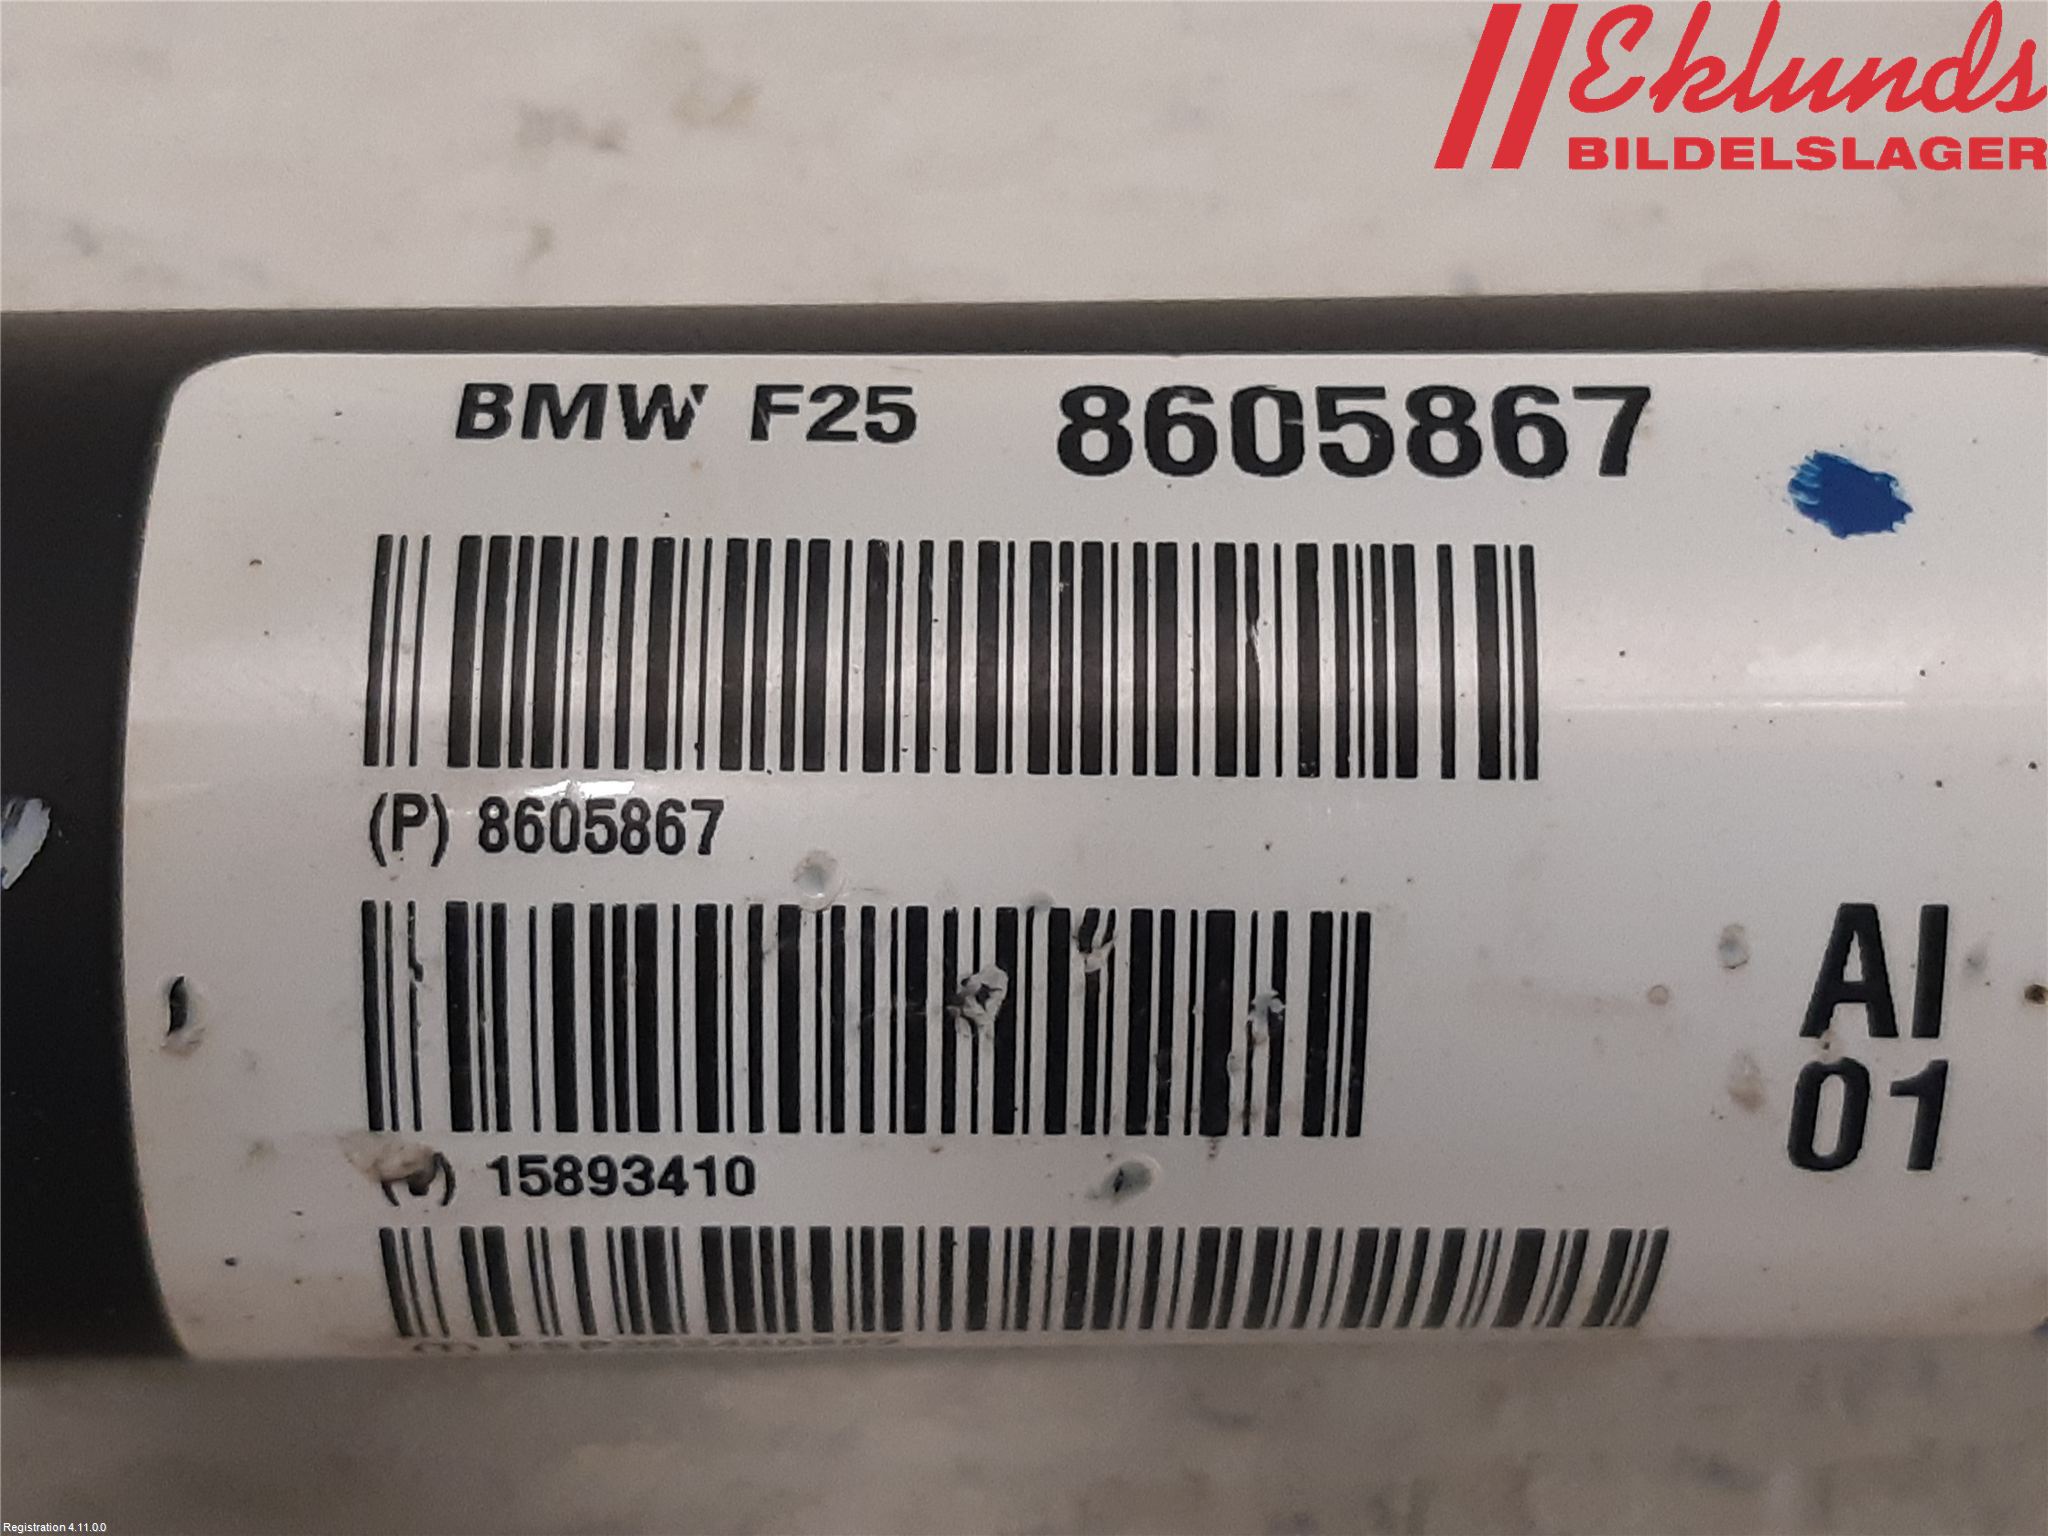 Eklunds
BILDELSLAGER
BMW F25 8605867
(P) 8605867
AI
01
15893410
Registration 4.11.0.0